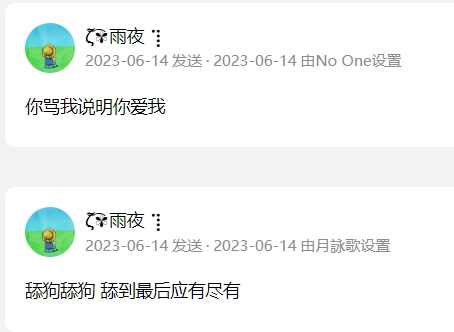 ζ雨夜
2023-06-14 发送 · 2023-06-14 由No One设置
你骂我说明你爱我
ζ雨夜
2023-06-14 发送 · 2023-06-14 由月詠歌设置
舔狗舔狗 舔到最后应有尽有